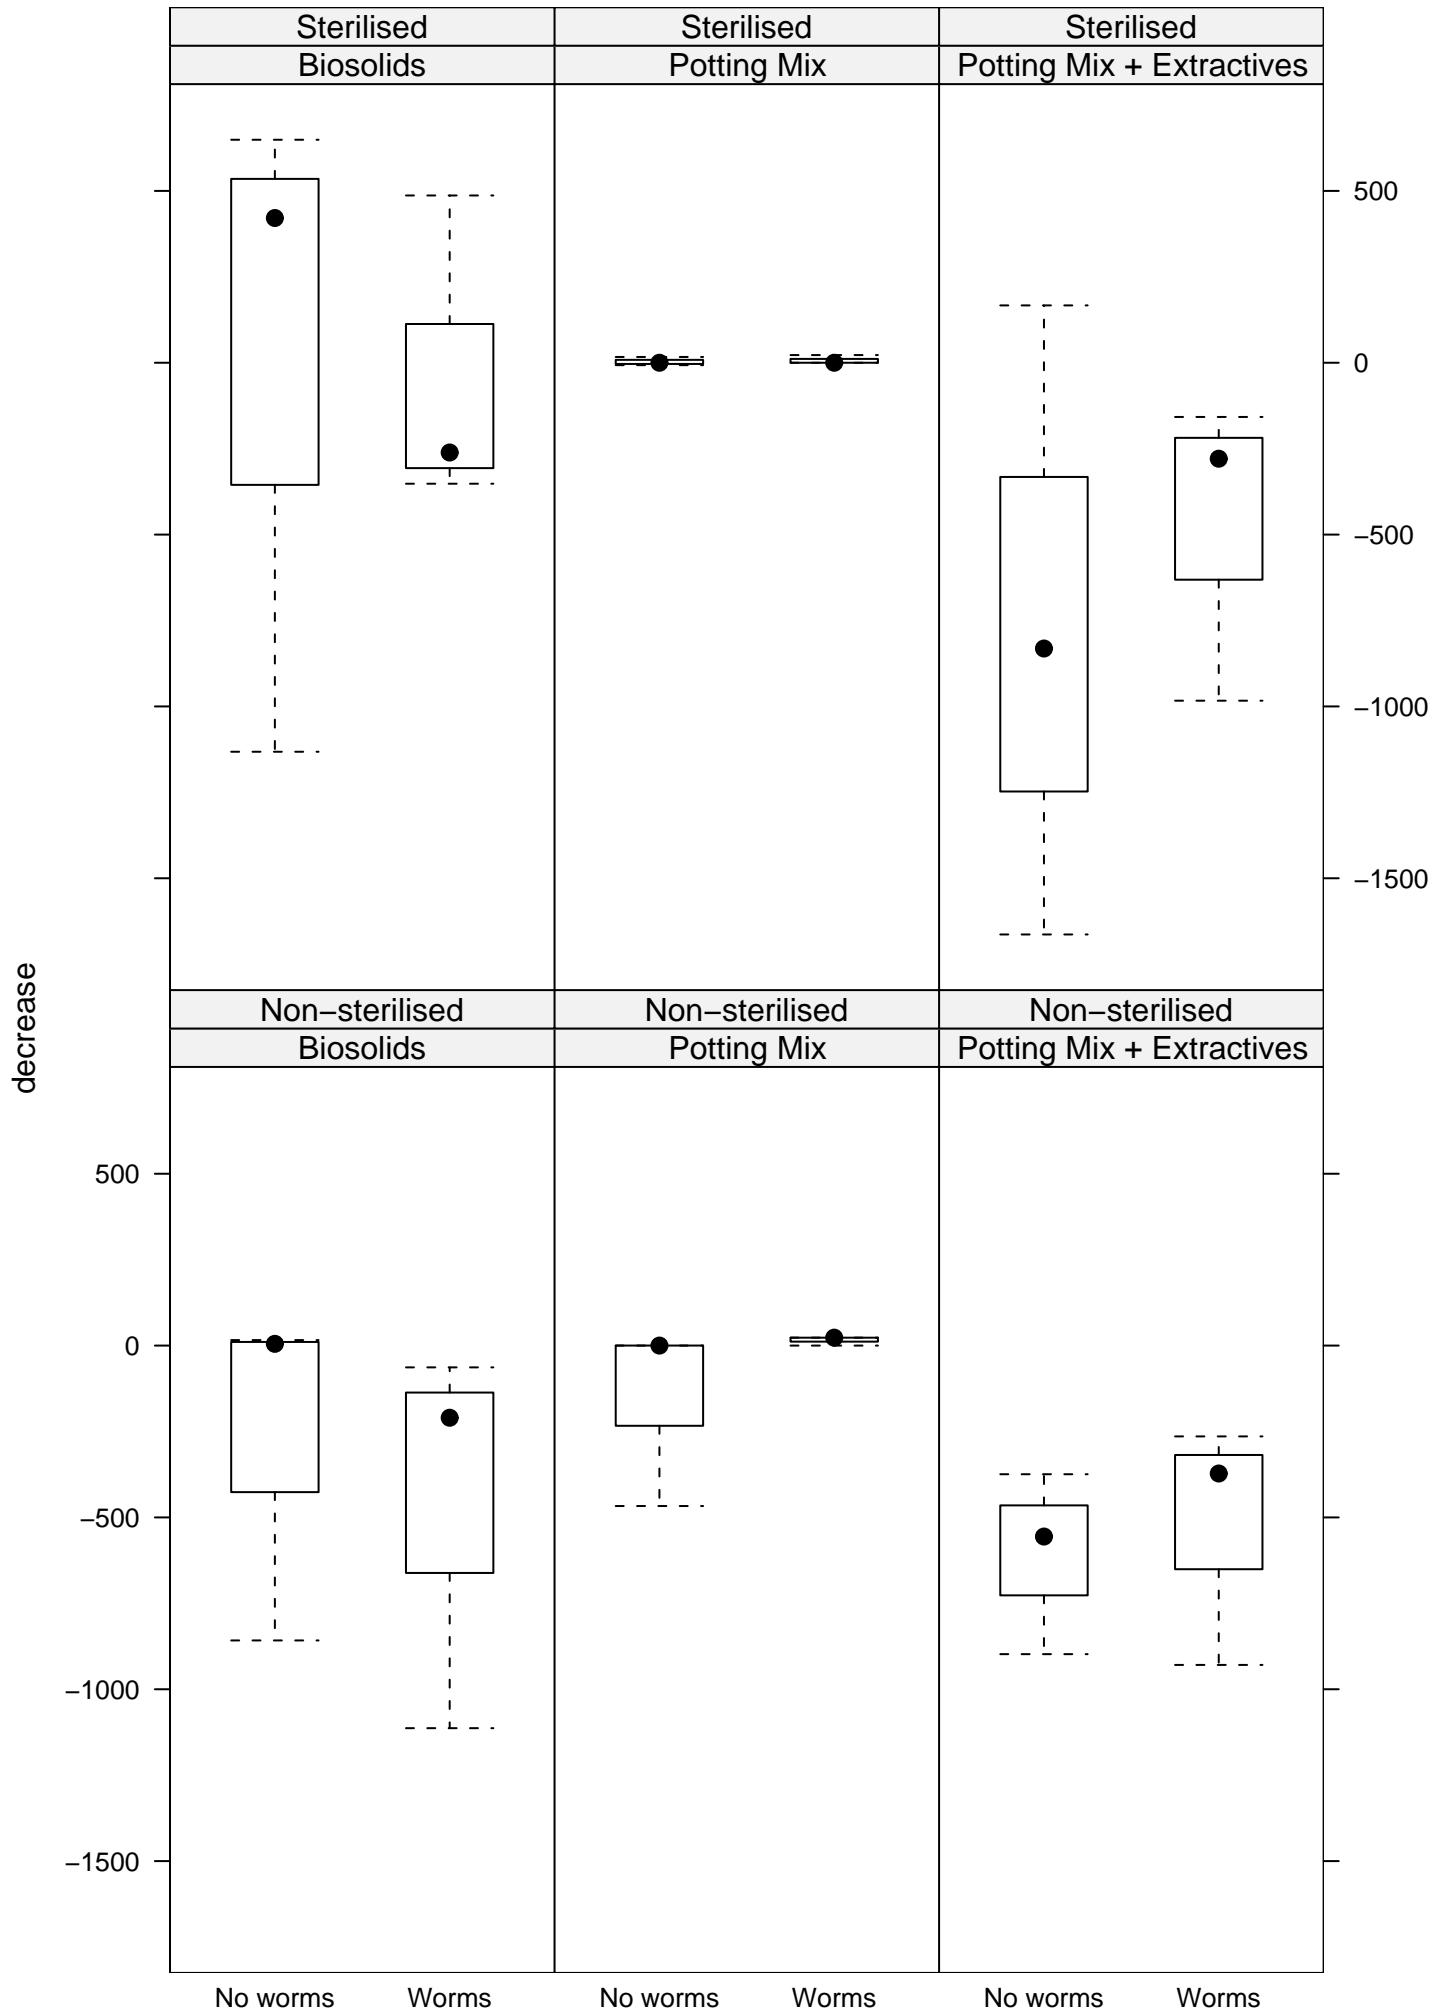 Sterilised
Sterilised
Sterilised
Biosolids
Potting Mix
Potting Mix + Extractives
500
0
−500
−1000
−1500
decrease
Non−sterilised
Non−sterilised
Non−sterilised
Biosolids
Potting Mix
Potting Mix + Extractives
500
0
−500
−1000
−1500
No worms
Worms
No worms
Worms
No worms
Worms